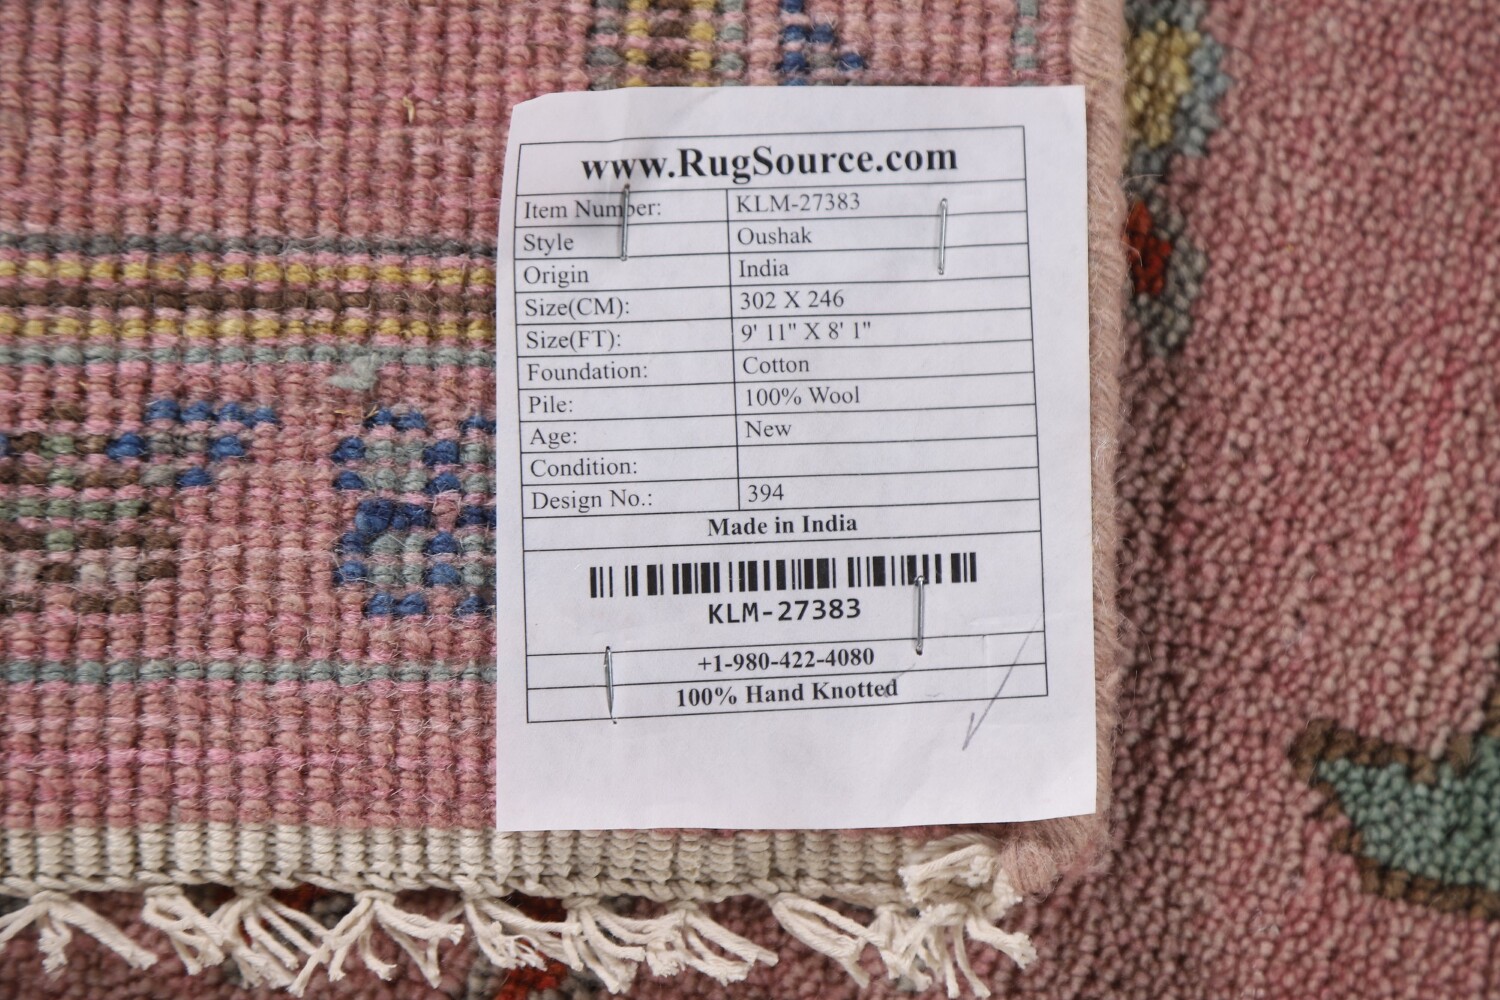 www.RugSource.com
Item Number: KLM-27383
Style Oushak
Origin India
Size(CM): 302 X 246
Size(FT): 9' 11" X 8' 1"
Foundation: Cotton
Pile: 100% Wool
Age: New
Condition:
Design No.: 394
Made in India
KLM-27383
+1-980-422-4080
100% Hand Knotted